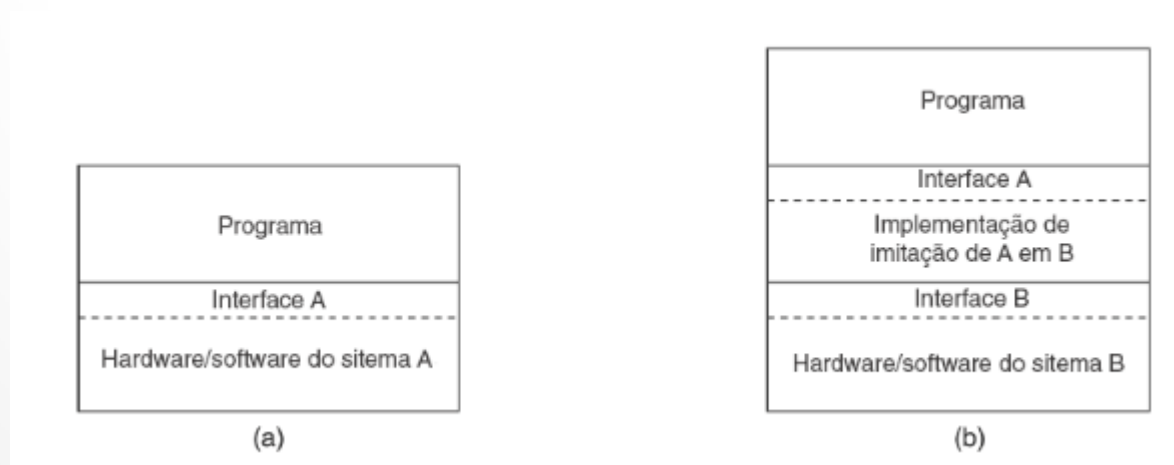 Programa
Interface A
Hardware/software do sitema A
(a)
Programa
Interface A
Implementação de
imitação de A em B
Interface B
Hardware/software do sitema B
(b)